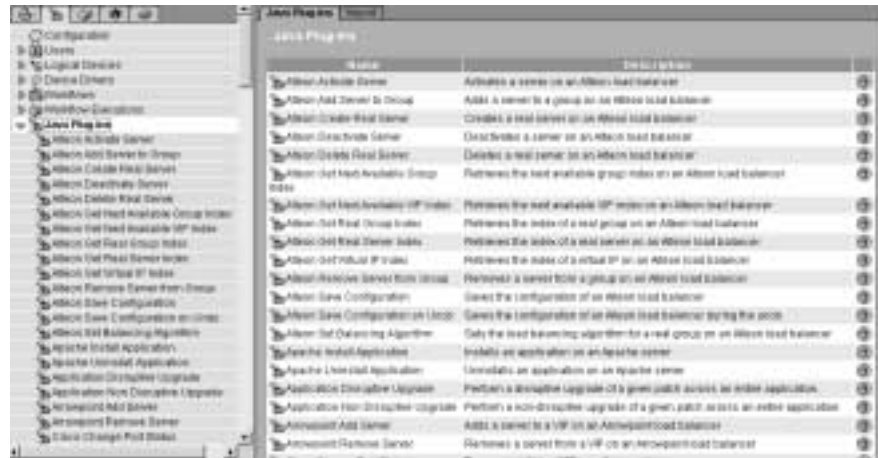 Java Plug-ins
Import
Configuration
Users
Logical Devices
Device Drivers
Workflows
Workflow Executions
Java Plug-ins
Alteon Activate Server
Alteon Add Server to Group
Alteon Create Real Server
Alteon Deactivate Server
Alteon Delete Real Server
Alteon Get Next Available Group Index
Alteon Get Next Available VIP Index
Alteon Get Real Group Index
Alteon Get Real Server Index
Alteon Get Virtual IP Index
Alteon Remove Server from Group
Alteon Save Configuration
Alteon Save Configuration on Undo
Alteon Set Balancing Algorithm
Apache Install Application
Apache Uninstall Application
Application Disruptive Upgrade
Application Non Disruptive Upgrade
Arrowpoint Add Server
Arrowpoint Remove Server
Cisco Change Port Status
Java Plug-ins
Name Description
Alteon Activate Server Activates a server on an Alteon load balancer
Alteon Add Server to Group Adds a server to a group on an Alteon load balancer
Alteon Create Real Server Creates a real server on an Alteon load balancer
Alteon Deactivate Server Deactivates a server on an Alteon load balancer
Alteon Delete Real Server Deletes a real server on an Alteon load balancer
Alteon Get Next Available Group Retrieves the next available group index on an Alteon load balancer
Index
Alteon Get Next Available VIP Index Retrieves the next available VIP index on an Alteon load balancer
Alteon Get Real Group Index Retrieves the index of a real group on an Alteon load balancer
Alteon Get Real Server Index Retrieves the index of a real server on an Alteon load balancer
Alteon Get Virtual IP Index Retrieves the index of a virtual IP on an Alteon load balancer
Alteon Remove Server from Group Removes a server from a group on an Alteon load balancer
Alteon Save Configuration Saves the configuration of an Alteon load balancer
Alteon Save Configuration on Undo Saves the configuration of an Alteon load balancer during the undo
Alteon Set Balancing Algorithm Sets the load balancing algorithm for a real group on an Alteon load balancer
Apache Install Application Installs an application on an Apache server
Apache Uninstall Application Uninstalls an application on an Apache server
Application Disruptive Upgrade Perform a disruptive upgrade of a given patch across an entire application.
Application Non Disruptive Upgrade Perform a non-disruptive upgrade of a given patch across an entire application
Arrowpoint Add Server Adds a server to a VIP on an Arrowpoint load balancer
Arrowpoint Remove Server Removes a server from a VIP on an Arrowpoint load balancer